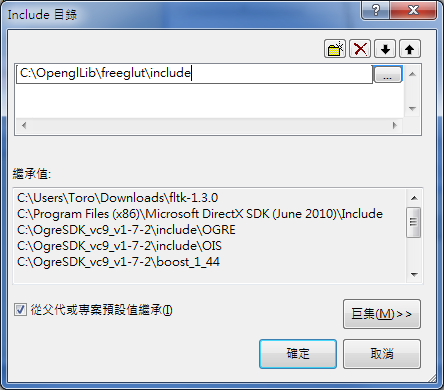 Include 目錄
C:\OpenglLib\freeglut\include
...
繼承值:
C:\Users\Toro\Downloads\fltk-1.3.0
C:\Program Files (x86)\Microsoft DirectX SDK (June 2010)\Include
C:\OgreSDK_vc9_v1-7-2\include\OGRE
C:\OgreSDK_vc9_v1-7-2\include\OIS
C:\OgreSDK_vc9_v1-7-2\boost_1_44
從父代或專案預設值繼承(I)
巨集(M)>>
確定
取消